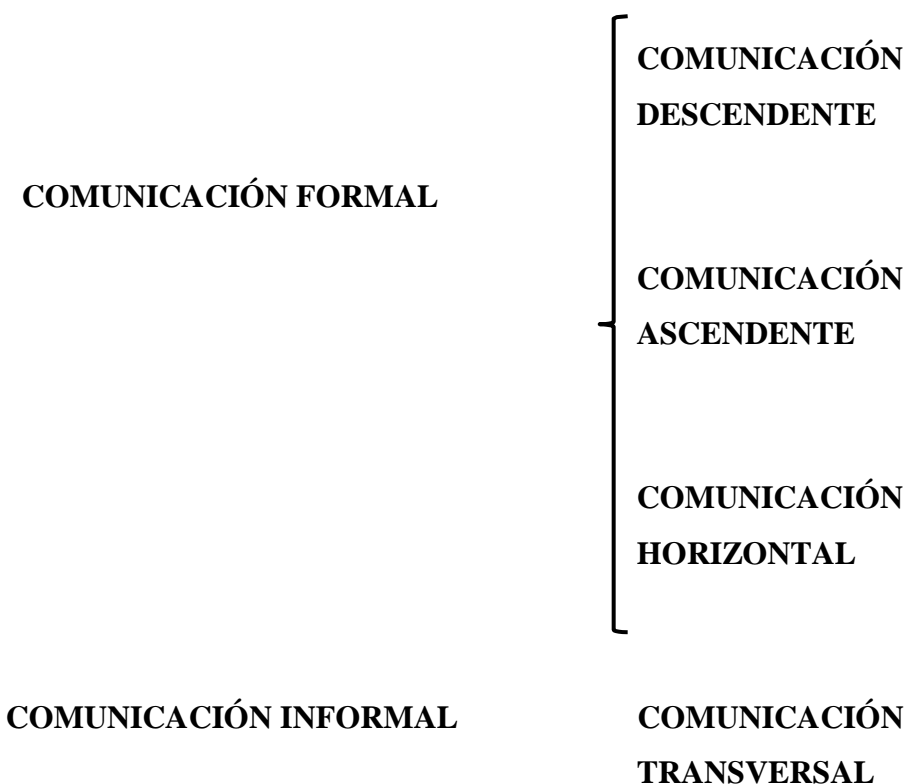 COMUNICACIÓN
DESCENDENTE
COMUNICACIÓN FORMAL
COMUNICACIÓN
ASCENDENTE
COMUNICACIÓN
HORIZONTAL
COMUNICACIÓN INFORMAL
COMUNICACIÓN
TRANSVERSAL